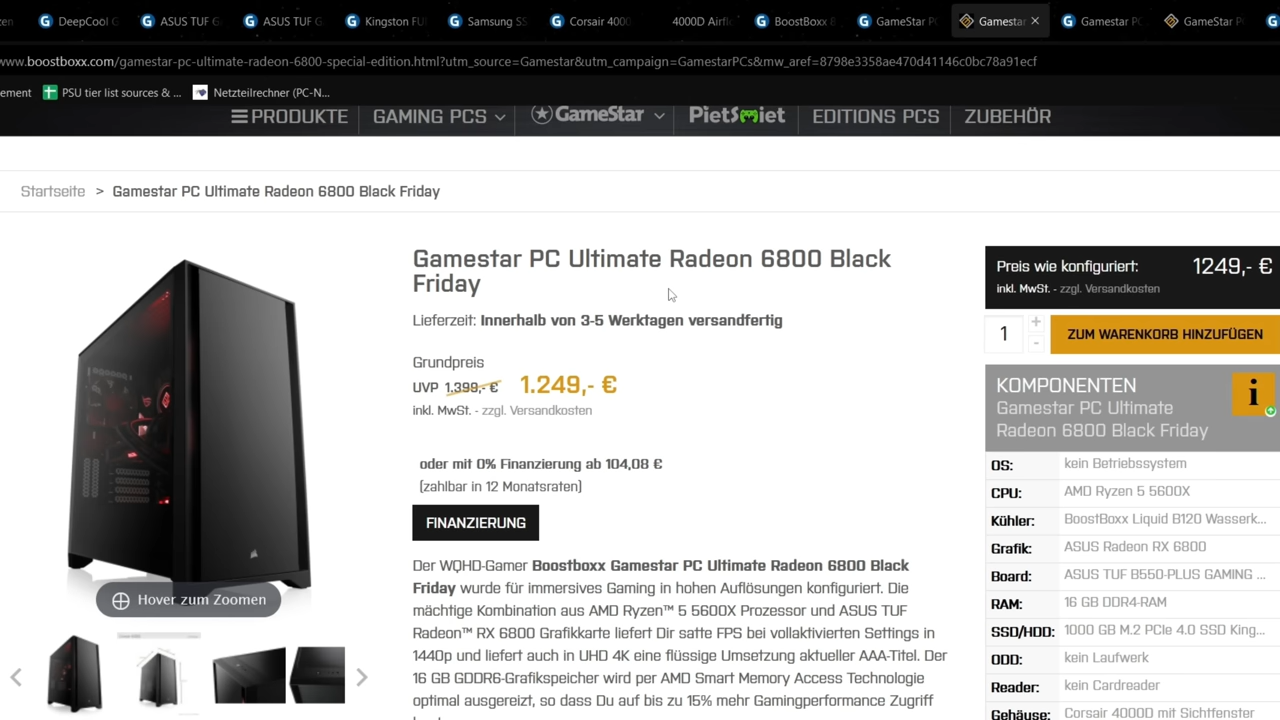 DeepCool G
ASUS TUF G
ASUS TUF G
Kingston FU
Samsung SS
Corsair 4000
4000D Airfl
BoostBoxx 8
GameStar PC
Gamestar
Gamestar PC
GameStar P
ww.boostboxx.com/gamestar-pc-ultimate-radeon-6800-special-edition.html?utm_source=Gamestar&utm_campaign=GamestarPCs&mw_aref=8798e3358ae470d41146c0bc78a91ecf
ement
PSU tier list sources & ...
Netzteilrechner (PC-N...
PRODUKTE
GAMING PCS
GameStar
PietSmiet
EDITIONS PCS
ZUBEHÖR
Startseite > Gamestar PC Ultimate Radeon 6800 Black Friday
Gamestar PC Ultimate Radeon 6800 Black
Friday
Lieferzeit: Innerhalb von 3-5 Werktagen versandfertig
Grundpreis
UVP 1.399,- € 1.249,- €
inkl. MwSt. - zzgl. Versandkosten
oder mit 0% Finanzierung ab 104,08 €
(zahlbar in 12 Monatsraten)
FINANZIERUNG
Der WQHD-Gamer Boostboxx Gamestar PC Ultimate Radeon 6800 Black
Friday wurde für immersives Gaming in hohen Auflösungen konfiguriert. Die
mächtige Kombination aus AMD Ryzen™ 5 5600X Prozessor und ASUS TUF
Radeon™ RX 6800 Grafikkarte liefert Dir satte FPS bei vollaktivierten Settings in
1440p und liefert auch in UHD 4K eine flüssige Umsetzung aktueller AAA-Titel. Der
16 GB GDDR6-Grafikspeicher wird per AMD Smart Memory Access Technologie
optimal ausgereizt, so dass Du auf bis zu 15% mehr Gamingperformance Zugriff
Hover zum Zoomen
Preis wie konfiguriert: 1249,- €
inkl. MwSt. - zzgl. Versandkosten
1
+
-
ZUM WARENKORB HINZUFÜGEN
KOMPONENTEN
Gamestar PC Ultimate
Radeon 6800 Black Friday
i
OS: kein Betriebssystem
CPU: AMD Ryzen 5 5600X
Kühler: BoostBoxx Liquid B120 Wasserk...
Grafik: ASUS Radeon RX 6800
Board: ASUS TUF B550-PLUS GAMING ...
RAM: 16 GB DDR4-RAM
SSD/HDD: 1000 GB M.2 PCIe 4.0 SSD King...
ODD: kein Laufwerk
Reader: kein Cardreader
Gehäuse: Corsair 4000D mit Sichtfenster